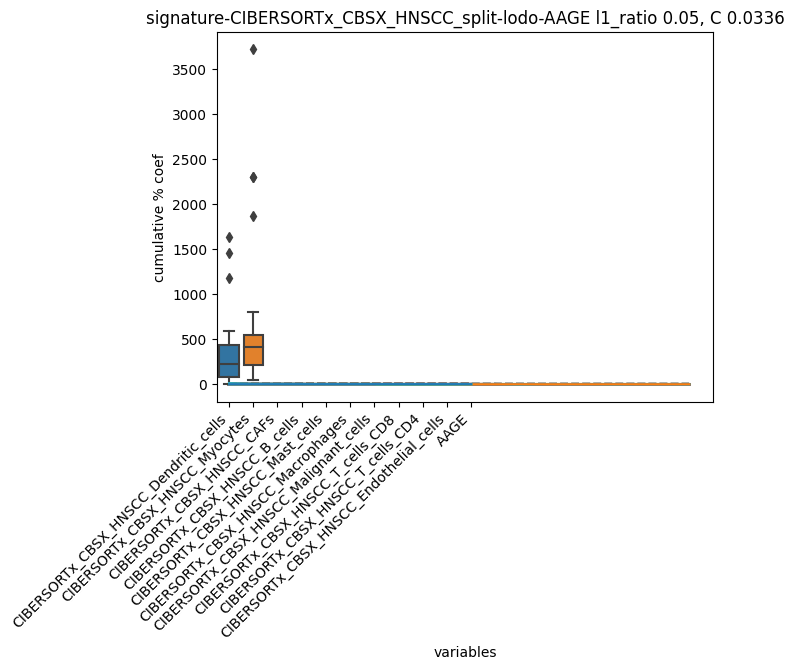 signature-CIBERSORTx_CBSX_HNSCC_split-lodo-AAGE l1_ratio 0.05, C 0.0336
3500
3000
2500
2000
1500
1000
500
0
cumulative % coef
CIBERSORTx_CBSX_HNSCC_Dendritic_cells
CIBERSORTx_CBSX_HNSCC_Myocytes
CIBERSORTx_CBSX_HNSCC_CAFs
CIBERSORTx_CBSX_HNSCC_B_cells
CIBERSORTx_CBSX_HNSCC_Mast_cells
CIBERSORTx_CBSX_HNSCC_Macrophages
CIBERSORTx_CBSX_HNSCC_Malignant_cells
CIBERSORTx_CBSX_HNSCC_T_cells_CD8
CIBERSORTx_CBSX_HNSCC_T_cells_CD4
CIBERSORTx_CBSX_HNSCC_Endothelial_cells
AAGE
variables